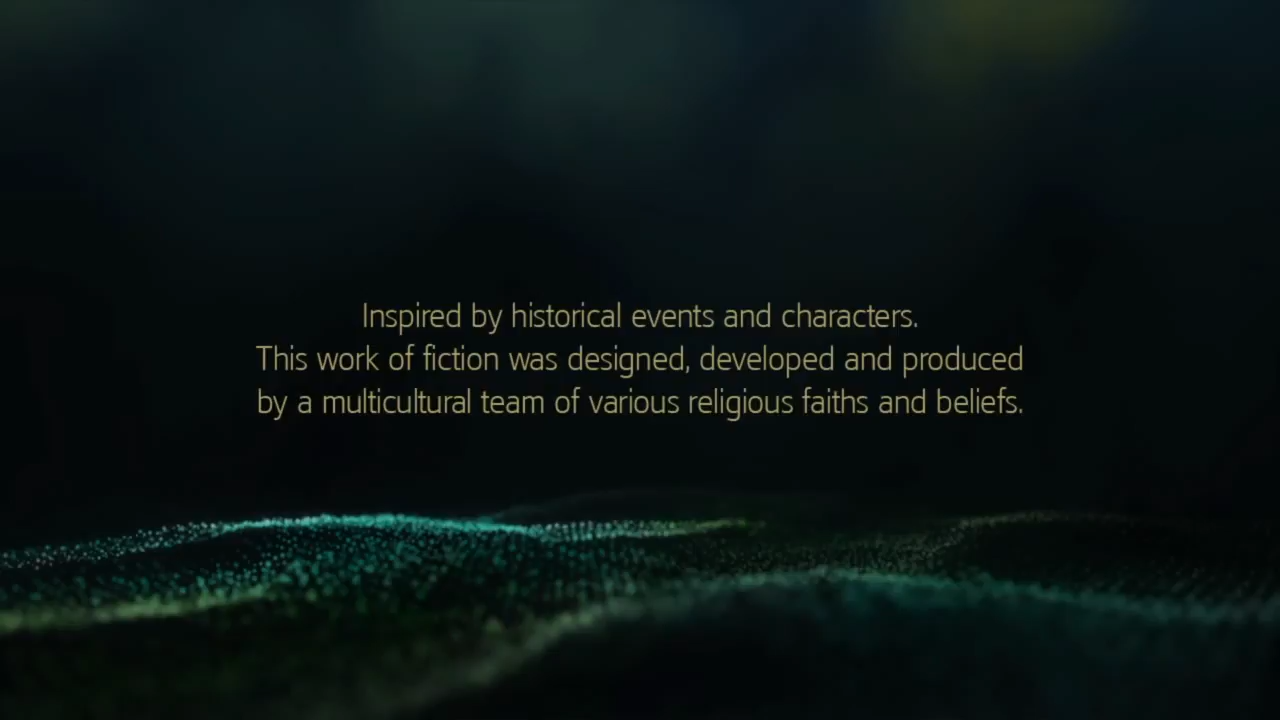 Inspired by historical events and characters.
This work of fiction was designed, developed and produced
by a multicultural team of various religious faiths and beliefs.